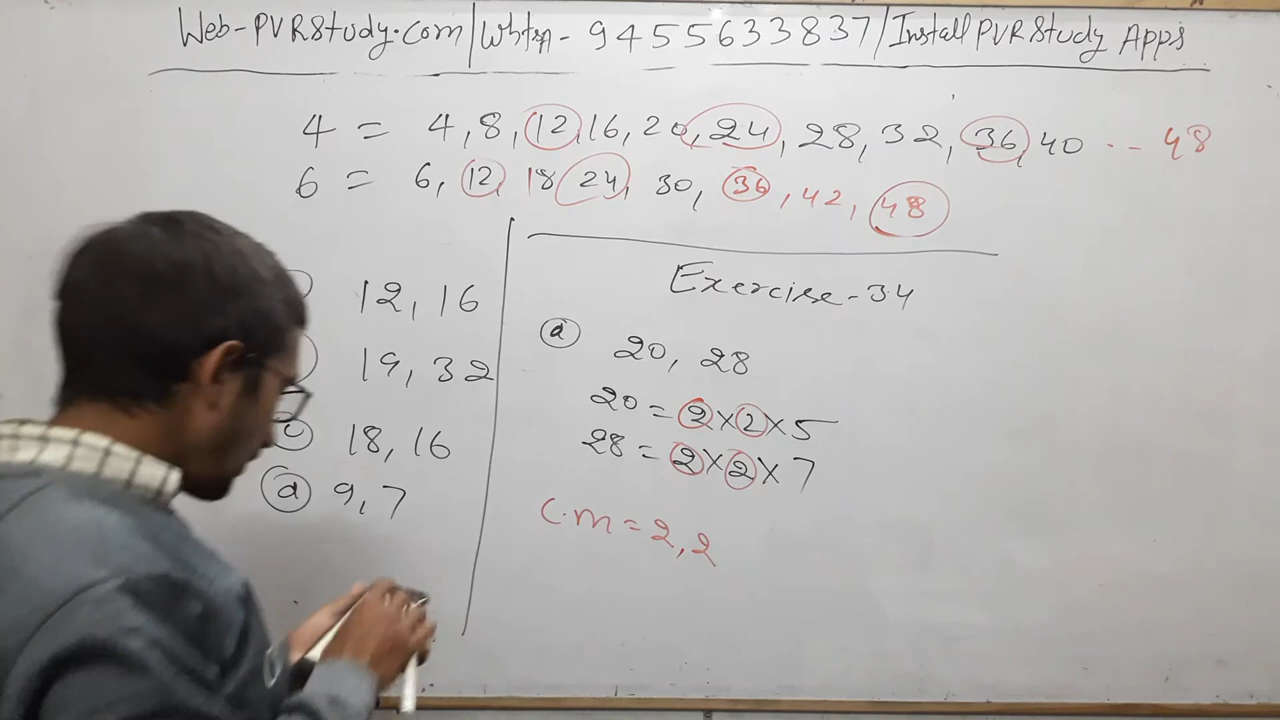 Web-PVRStudy.com/Whtsp-9455633837/Install PVRStudy Apps
4 = 4, 8, 12, 16, 20, 24, 28, 32, 36, 40 -- 48
6 = 6, 12, 18 24, 30, 36, 42, 48
12, 16
19, 32
c 18, 16
d 9, 7
Exercise-34
a 20, 28
20 = 2×2×5
28 = 2×2×7
C.m = 2, 2